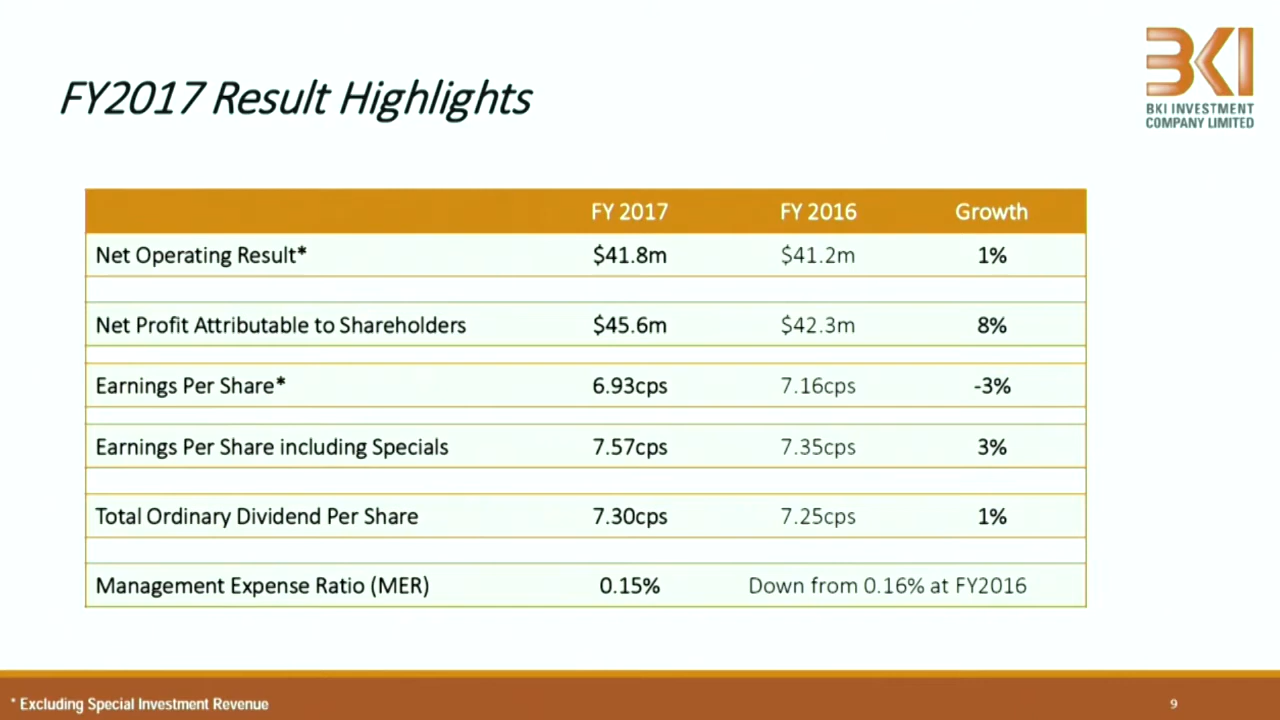 BKI
BKI INVESTMENT
COMPANY LIMITED
FY2017 Result Highlights
FY 2017 FY 2016 Growth
Net Operating Result* $41.8m $41.2m 1%
Net Profit Attributable to Shareholders $45.6m $42.3m 8%
Earnings Per Share* 6.93cps 7.16cps -3%
Earnings Per Share including Specials 7.57cps 7.35cps 3%
Total Ordinary Dividend Per Share 7.30cps 7.25cps 1%
Management Expense Ratio (MER) 0.15% Down from 0.16% at FY2016
* Excluding Special Investment Revenue 9